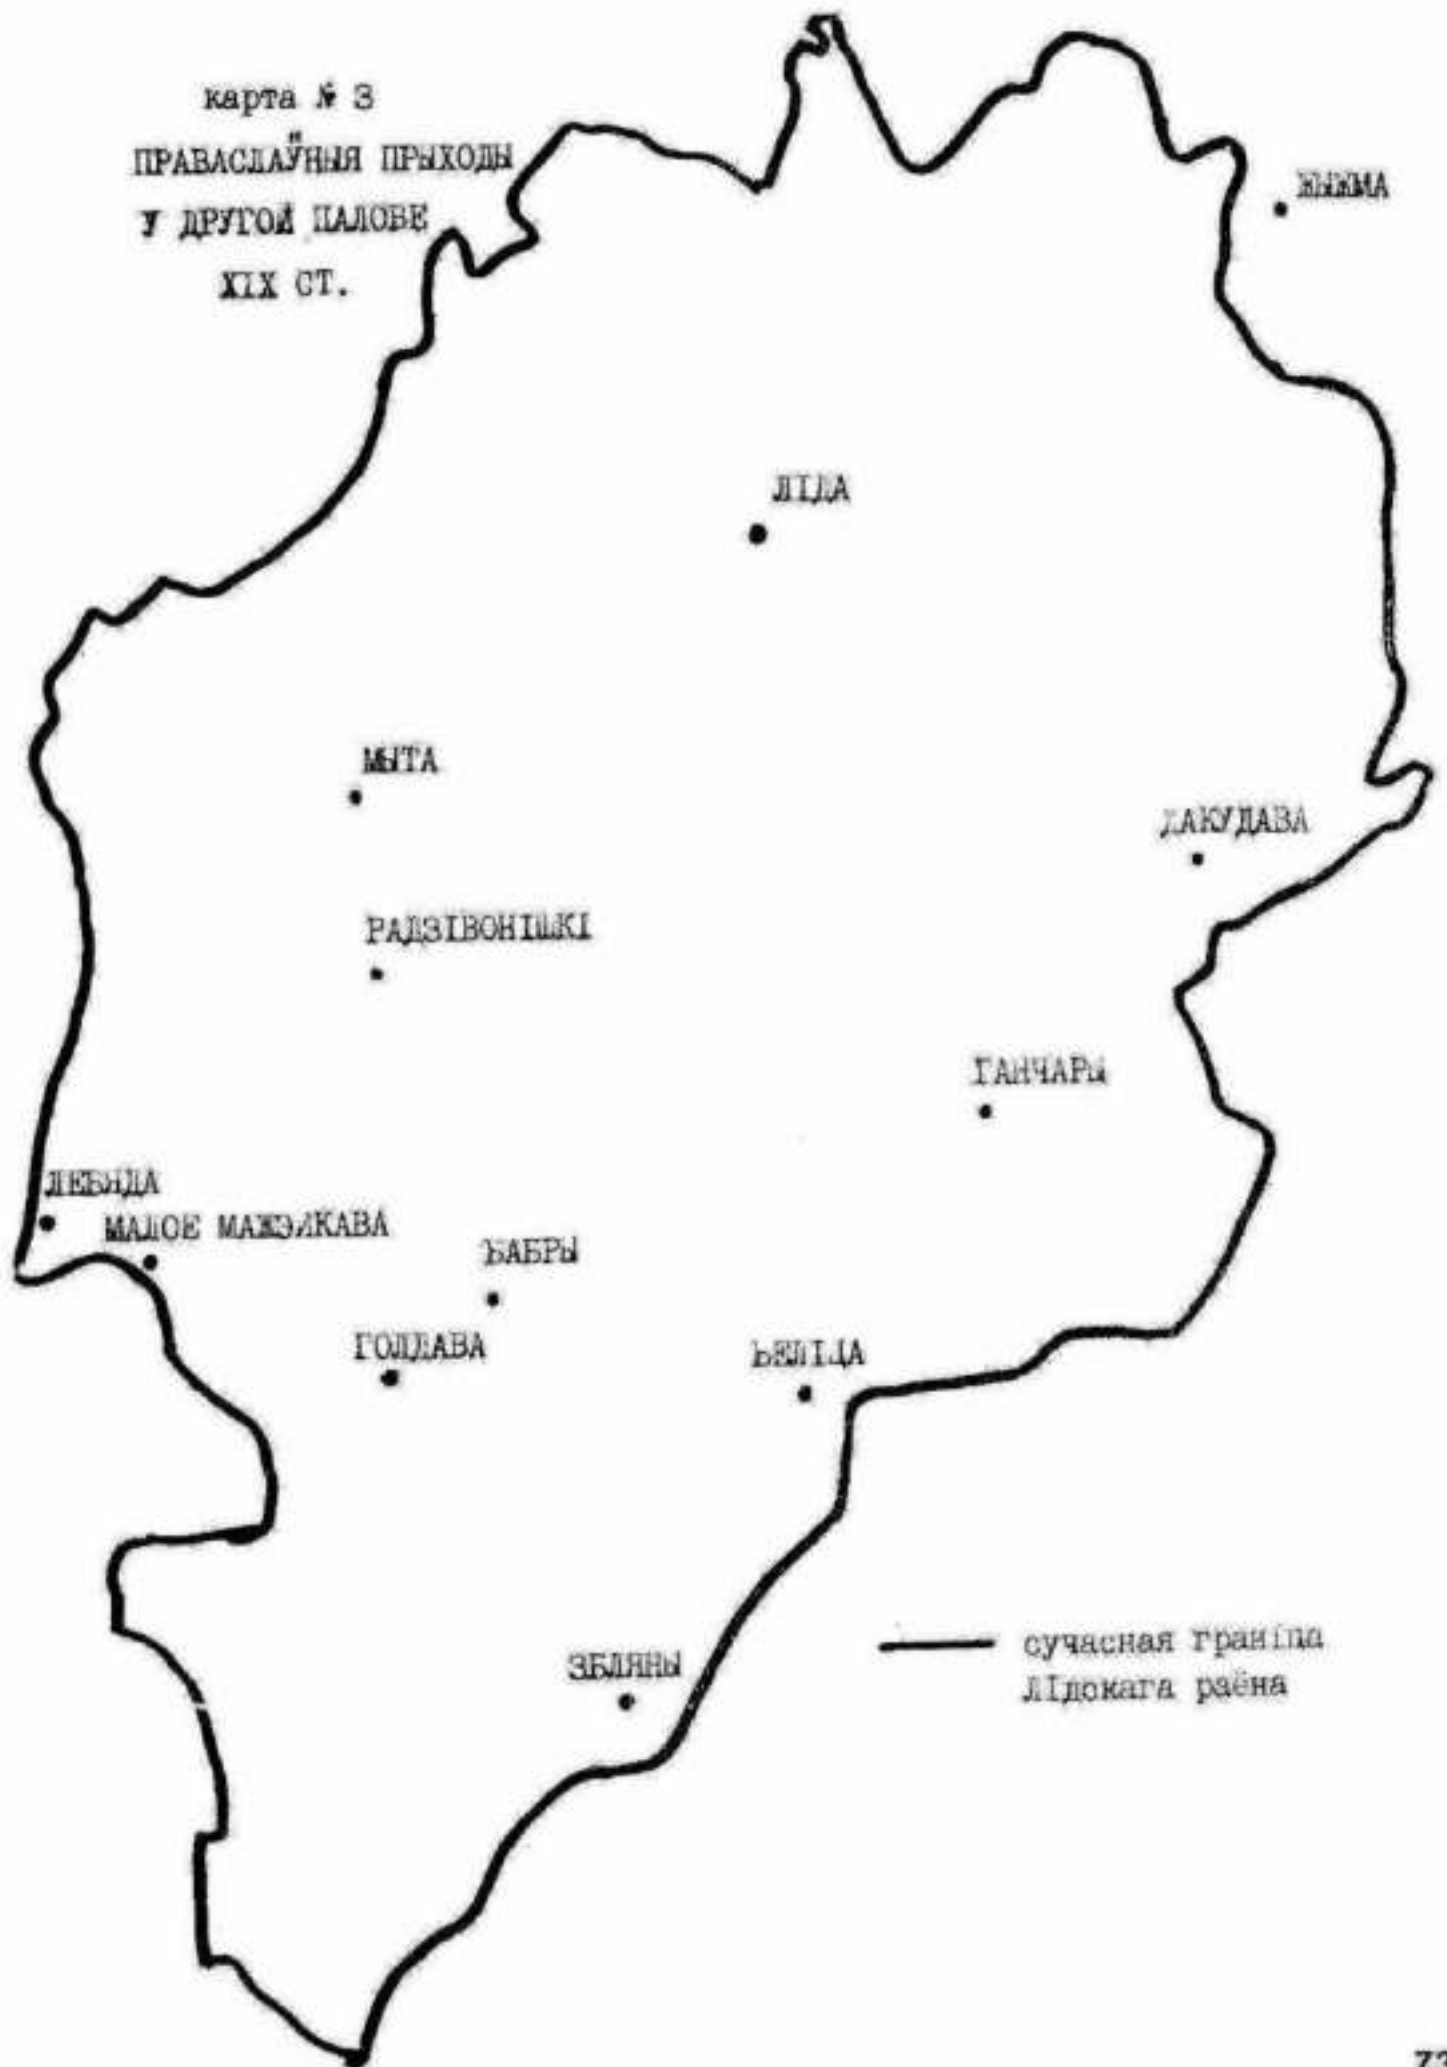 карта № 3
ПРАВАСЛАЎНЫЯ ПРЫХОДЫ
У ДРУГОЙ ПАЛОВЕ
XIX СТ.
ЖЫЖМА
ЛІДА
МЫТА
ДАКУДАВА
РАДЗІВОНІШКІ
ГАНЧАРЫ
ЛЕБЯДА
МАЛОЕ МАЖЭЙКАВА
БАБРЫ
ГОЛДАВА
БЕЛІЦА
ЗБЛЯНЫ
сучасная граніца
Лідскага раёна